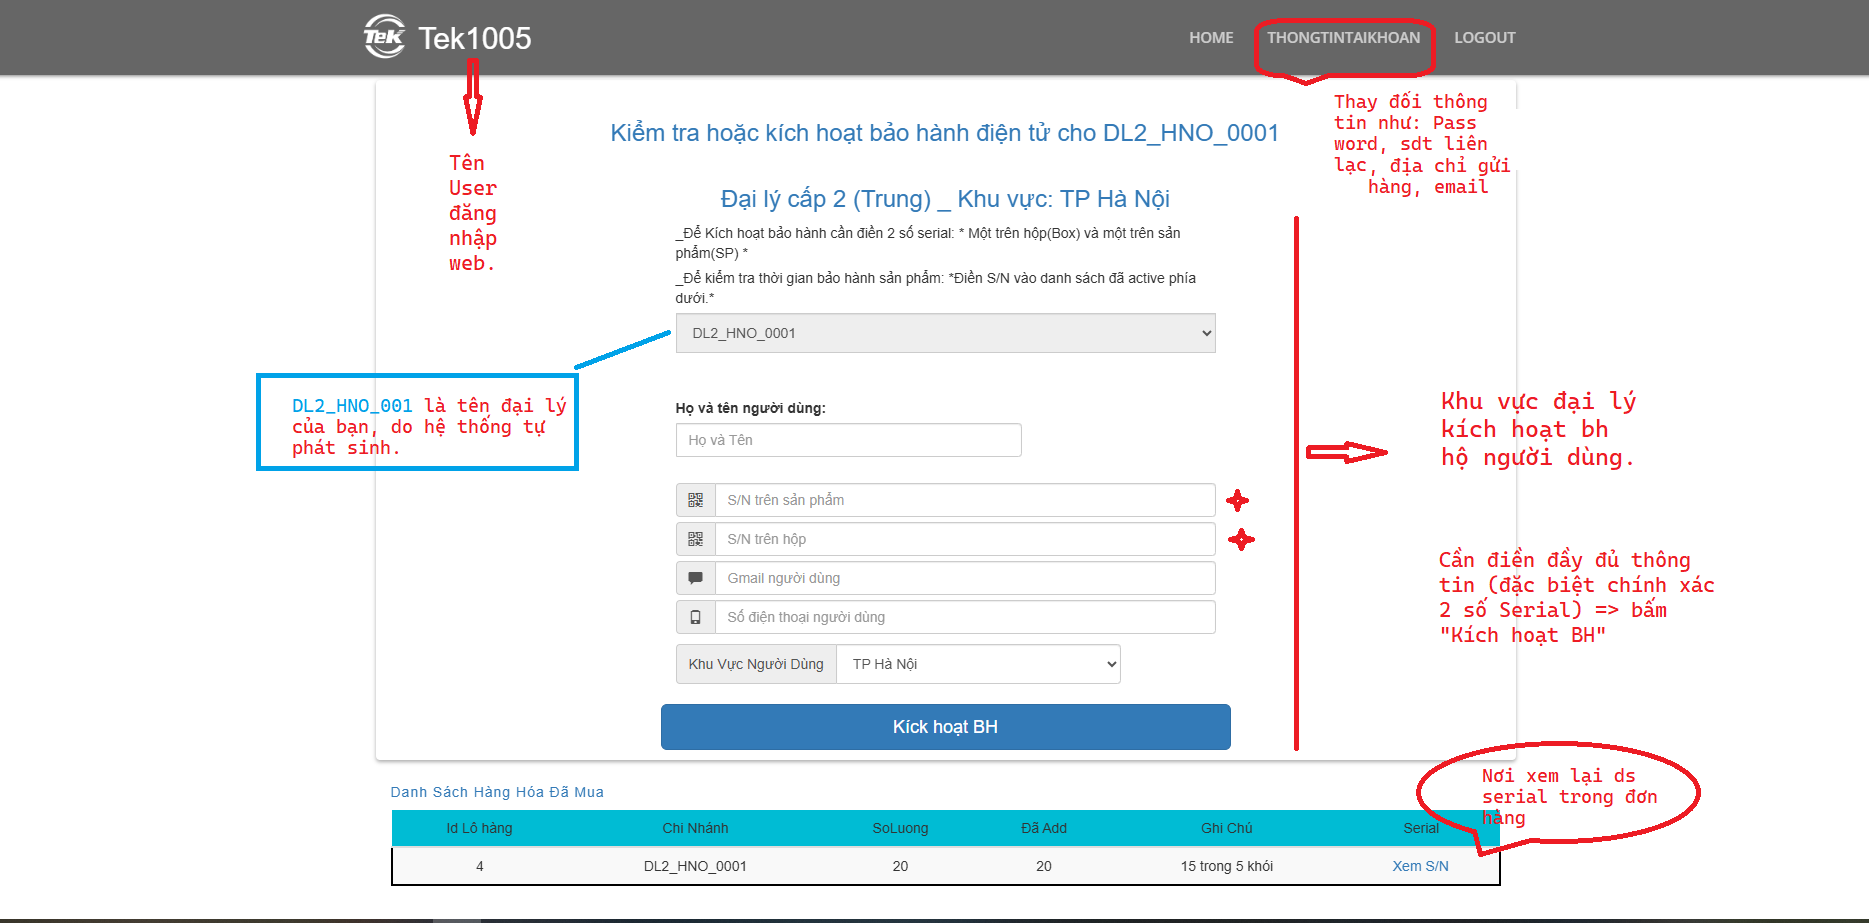 Tek Tek1005
HOME THONGTINTAIKHOAN LOGOUT
Thay đối thông
tin như: Pass
word, sdt liên
lạc, địa chỉ gửi
hàng, email
Kiểm tra hoặc kích hoạt bảo hành điện tử cho DL2_HNO_0001
Tên
User
đăng
nhập
web.
Đại lý cấp 2 (Trung) _ Khu vực: TP Hà Nội
_Để Kích hoạt bảo hành cần điền 2 số serial: * Một trên hộp(Box) và một trên sản
phẩm(SP) *
_Để kiểm tra thời gian bảo hành sản phẩm: *Điền S/N vào danh sách đã active phía
dưới.*
DL2_HNO_0001
DL2_HNO_001 là tên đại lý
của bạn, do hệ thống tự
phát sinh.
Họ và tên người dùng:
Họ và Tên
Khu vực đại lý
kích hoạt bh
hộ người dùng.
S/N trên sản phẩm
S/N trên hộp
Gmail người dùng
Số điện thoại người dùng
Cần điền đầy đủ thông
tin (đặc biệt chính xác
2 số Serial) => bấm
"Kích hoạt BH"
Khu Vực Người Dùng TP Hà Nội
Kíck hoạt BH
Nơi xem lại ds
serial trong đơn
hàng
Danh Sách Hàng Hóa Đã Mua
Id Lô hàng Chi Nhánh SoLuong Đã Add Ghi Chú Serial
4 DL2_HNO_0001 20 20 15 trong 5 khói Xem S/N